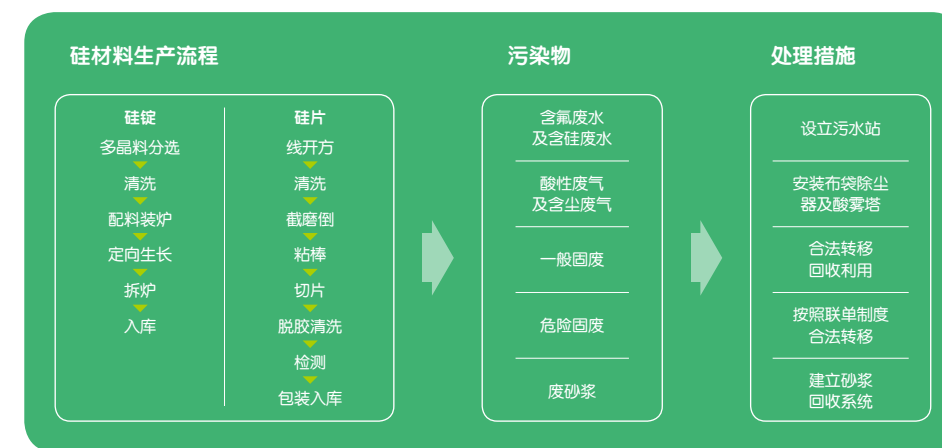 硅材料生产流程
硅锭
多晶料分选
清洗
配料装炉
定向生长
拆炉
入库
硅片
线开方
清洗
截磨倒
粘棒
切片
脱胶清洗
检测
包装入库
污染物
含氟废水
及含硅废水
酸性废气
及含尘废气
一般固废
危险固废
废砂浆
处理措施
设立污水站
安装布袋除尘
器及酸雾塔
合法转移
回收利用
按照联单制度
合法转移
建立砂浆
回收系统